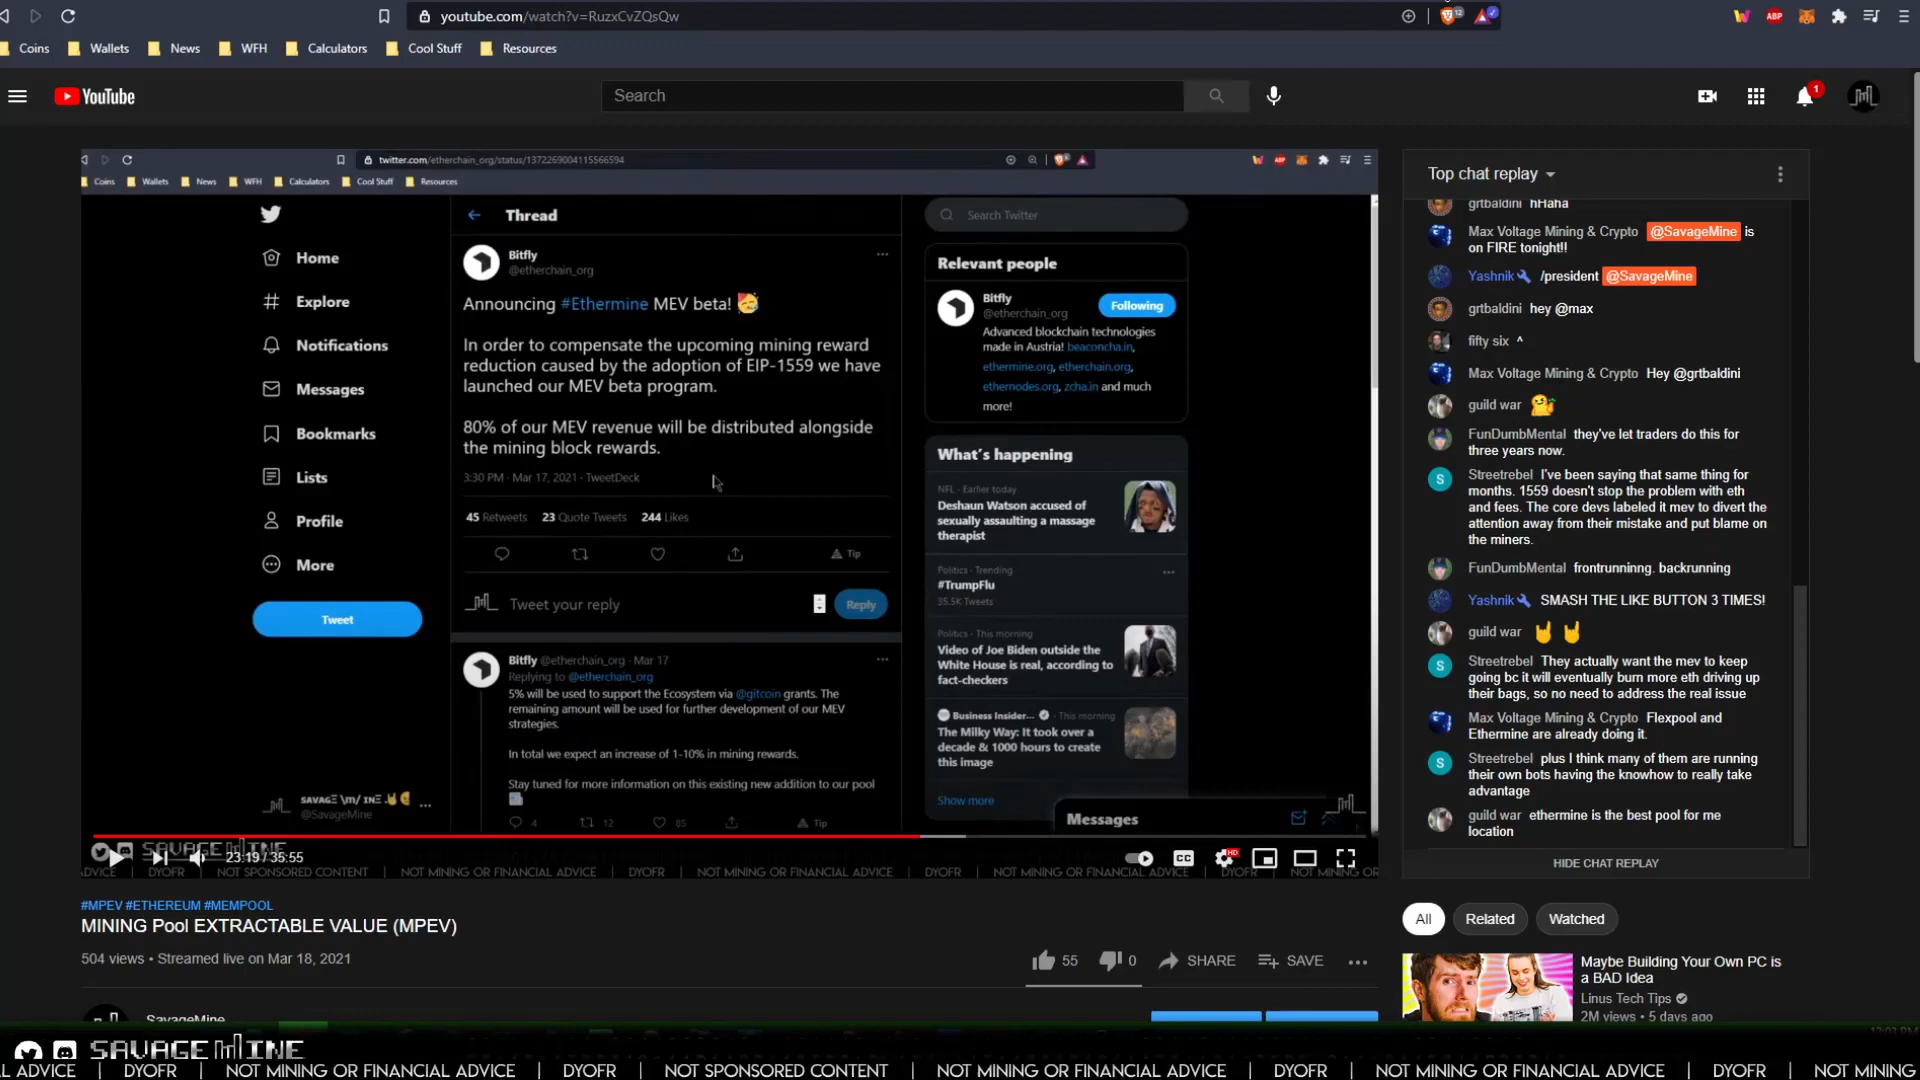 youtube.com/watch?v=RuzxCvZQsQw
12
ABP
Coins
Wallets
News
WFH
Calculators
Cool Stuff
Resources
YouTube
Search
1
twitter.com/etherchain_org/status/1372269004115566594
Coins
Wallets
News
WFH
Calculators
Cool Stuff
Resources
Home
Explore
Notifications
Messages
Bookmarks
Lists
Profile
More
Tweet
SΛVΛGΞ \m/ INΞ
@SavageMine
Thread
Bitfly
@etherchain_org
Announcing #Ethermine MEV beta!
In order to compensate the upcoming mining reward
reduction caused by the adoption of EIP-1559 we have
launched our MEV beta program.
80% of our MEV revenue will be distributed alongside
the mining block rewards.
3:30 PM · Mar 17, 2021 · TweetDeck
45 Retweets 23 Quote Tweets 244 Likes
Tip
Tweet your reply
Reply
Bitfly @etherchain_org · Mar 17
Replying to @etherchain_org
5% will be used to support the Ecosystem via @gitcoin grants. The
remaining amount will be used for further development of our MEV
strategies.
In total we expect an increase of 1-10% in mining rewards.
Stay tuned for more information on this existing new addition to our pool
4
12
85
Tip
Search Twitter
Relevant people
Bitfly
@etherchain_org
Following
Advanced blockchain technologies
made in Austria! beaconcha.in,
ethermine.org, etherchain.org,
ethernodes.org, zcha.in and much
more!
What's happening
NFL · Earlier today
Deshaun Watson accused of
sexually assaulting a massage
therapist
Politics · Trending
#TrumpFlu
35.5K Tweets
Politics · This morning
Video of Joe Biden outside the
White House is real, according to
fact-checkers
Business Insider... · This morning
The Milky Way: It took over a
decade & 1000 hours to create
this image
Show more
Messages
SAVAGE MINE
23:19 / 35:55
CC
HD
ADVICE | DYOFR | NOT SPONSORED CONTENT | NOT MINING OR FINANCIAL ADVICE | DYOFR | NOT MINING OR FINANCIAL ADVICE | DYOFR | NOT MINING OR
Top chat replay
grtbaldini hHaha
Max Voltage Mining & Crypto @SavageMine is
on FIRE tonight!!
Yashnik /president @SavageMine
grtbaldini hey @max
fifty six ^
Max Voltage Mining & Crypto Hey @grtbaldini
guild war
FunDumbMental they've let traders do this for
three years now.
S
Streetrebel I've been saying that same thing for
months. 1559 doesn't stop the problem with eth
and fees. The core devs labeled it mev to divert the
attention away from their mistake and put blame on
the miners.
FunDumbMental frontrunninng. backrunning
Yashnik SMASH THE LIKE BUTTON 3 TIMES!
guild war
S
Streetrebel They actually want the mev to keep
going bc it will eventually burn more eth driving up
their bags, so no need to address the real issue
Max Voltage Mining & Crypto Flexpool and
Ethermine are already doing it.
S
Streetrebel plus I think many of them are running
their own bots having the knowhow to really take
advantage
guild war ethermine is the best pool for me
location
HIDE CHAT REPLAY
#MPEV #ETHEREUM #MEMPOOL
MINING Pool EXTRACTABLE VALUE (MPEV)
504 views • Streamed live on Mar 18, 2021
55
0
SHARE
SAVE
SavageMine
All
Related
Watched
Maybe Building Your Own PC is
a BAD Idea
Linus Tech Tips
2M views • 5 days ago
12:03 PM
SAVAGE MINE
AL ADVICE | DYOFR | NOT MINING OR FINANCIAL ADVICE | DYOFR | NOT SPONSORED CONTENT | NOT MINING OR FINANCIAL ADVICE | DYOFR | NOT MINING OR FINANCIAL ADVICE | DYOFR | NOT MINING